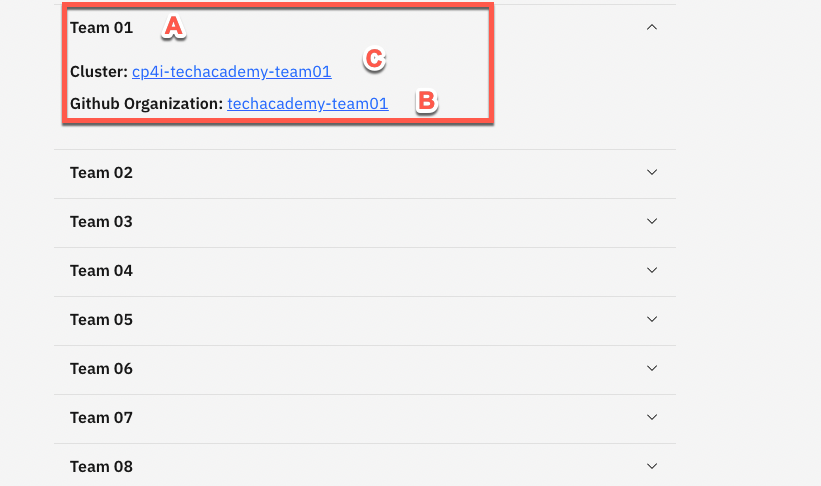 Team 01 A
Cluster: cp4i-techacademy-team01 C
Github Organization: techacademy-team01 B
Team 02
Team 03
Team 04
Team 05
Team 06
Team 07
Team 08